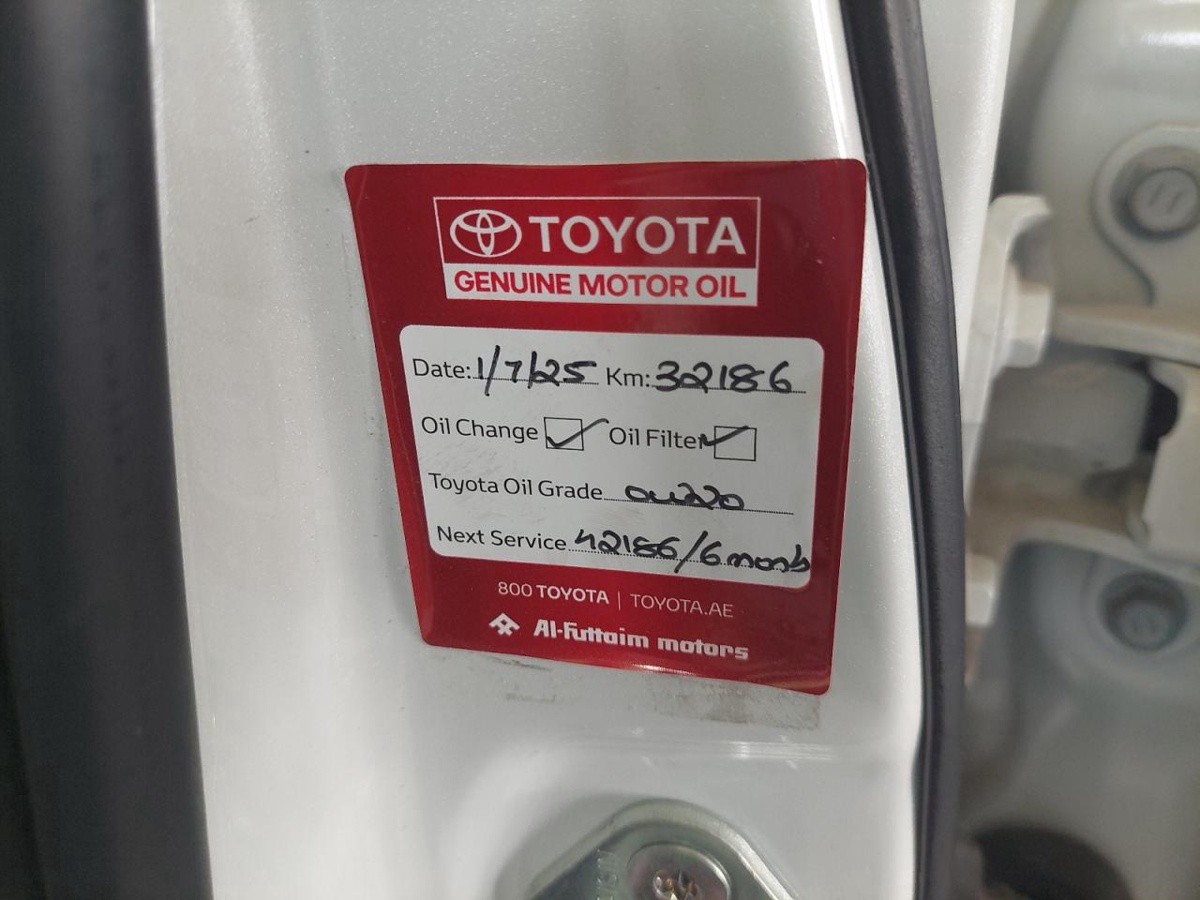 TOYOTA
GENUINE MOTOR OIL
Date: 1/7/25 Km: 32186
Oil Change Oil Filter
Toyota Oil Grade 0w20
Next Service 42186/6
800 TOYOTA | TOYOTA.AE
Al-Futtaim motors